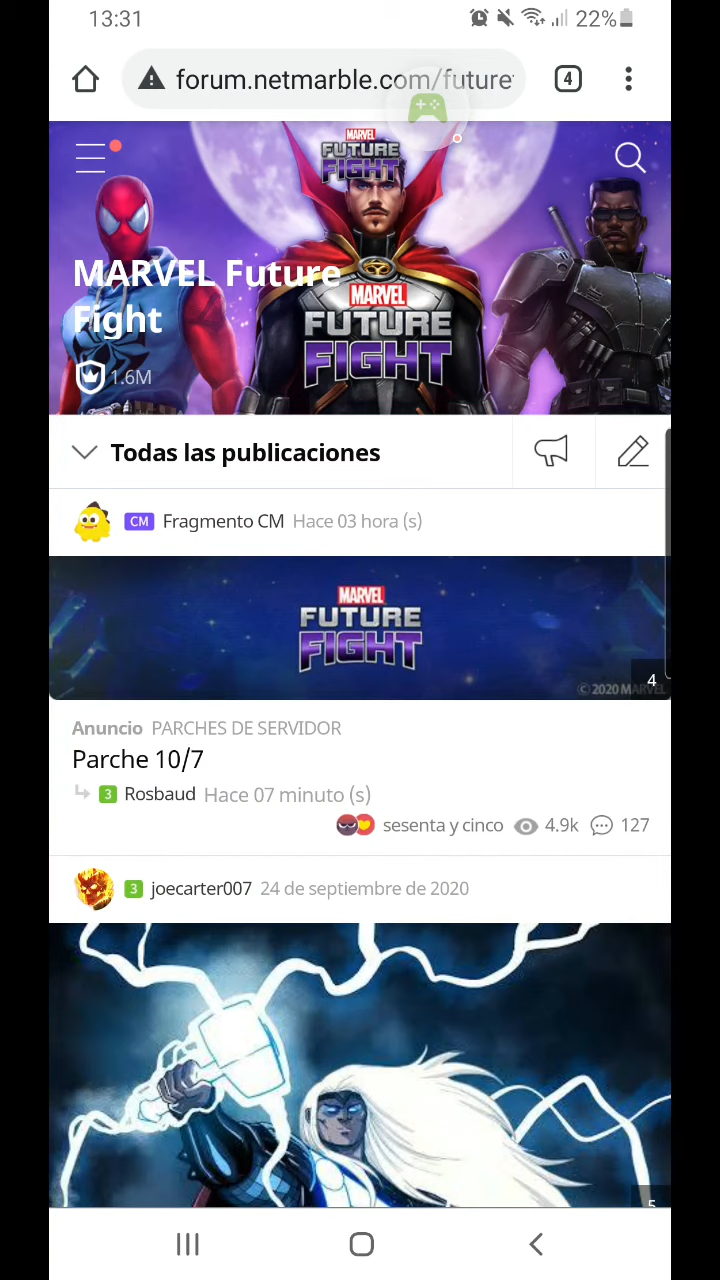 13:31
22%
forum.netmarble.com/future
4
MARVEL
FUTURE
FIGHT
MARVEL Future
Fight
MARVEL
FUTURE
FIGHT
1.6M
Todas las publicaciones
CM Fragmento CM Hace 03 hora (s)
MARVEL
FUTURE
FIGHT
4
© 2020 MARVEL
Anuncio PARCHES DE SERVIDOR
Parche 10/7
3 Rosbaud Hace 07 minuto (s)
sesenta y cinco 4.9k 127
3 joecarter007 24 de septiembre de 2020
5